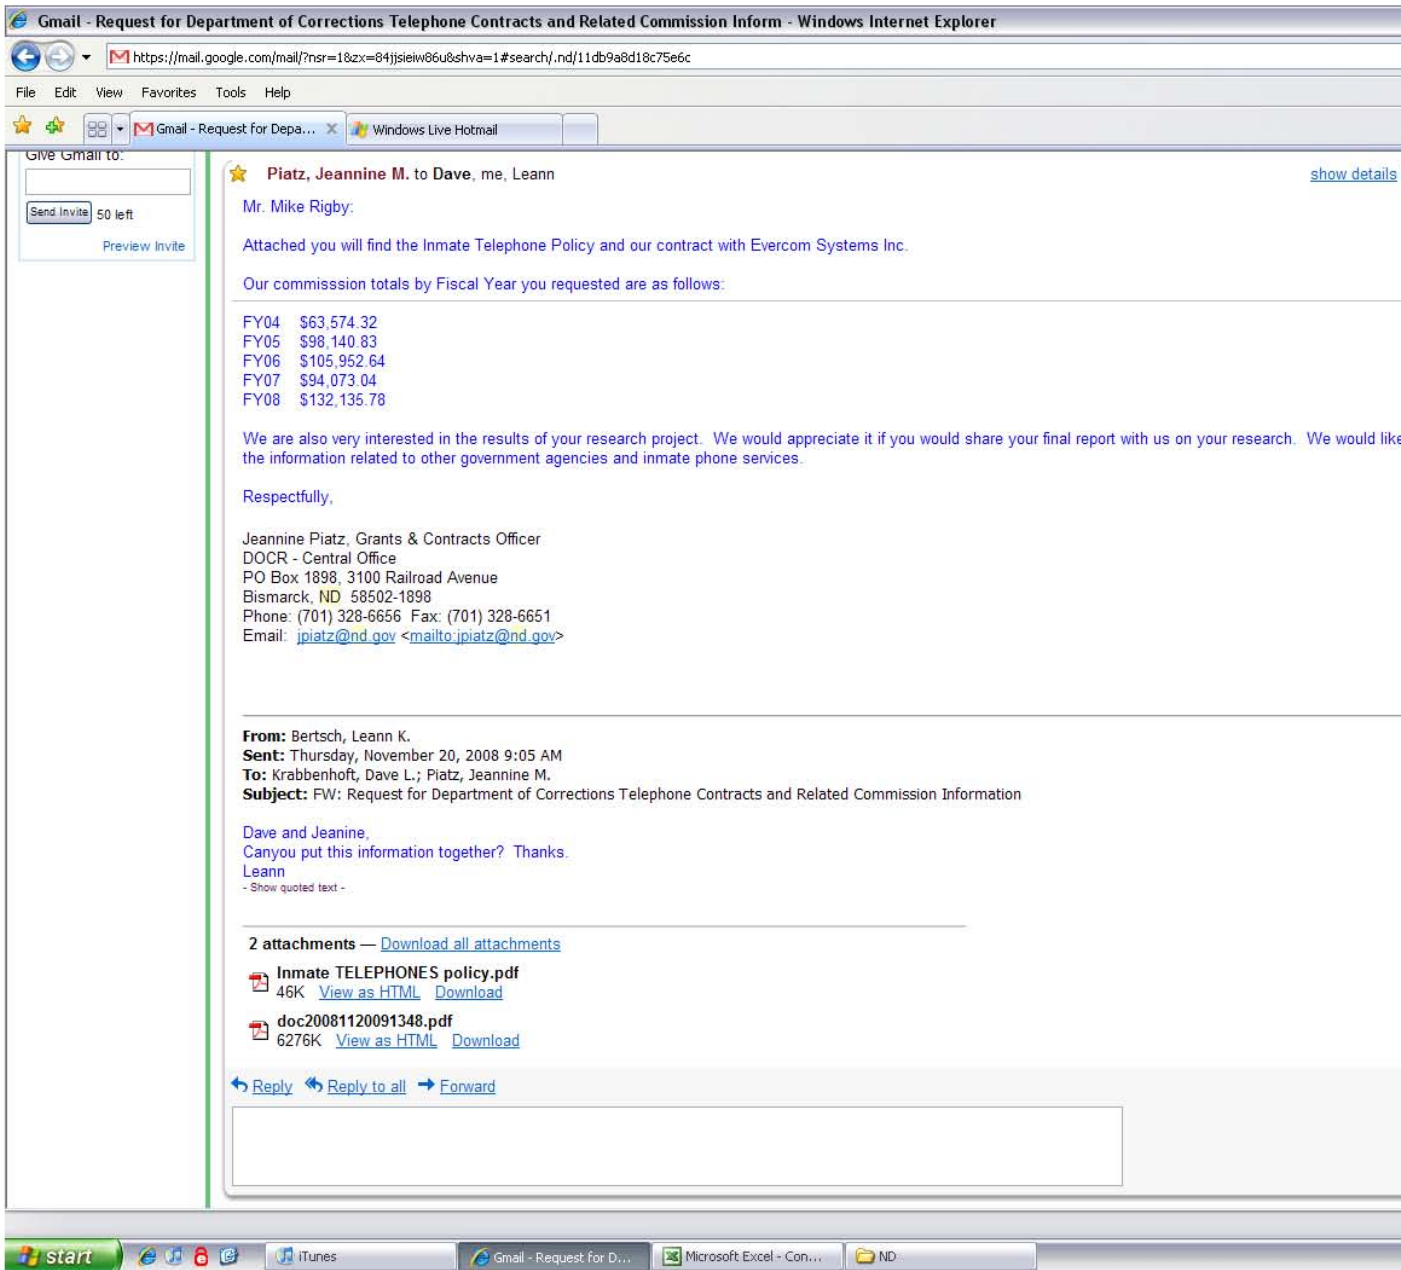 Gmail - Request for Department of Corrections Telephone Contracts and Related Commission Inform - Windows Internet Explorer
https://mail.google.com/mail/?nsr=1&zx=84jjsieiw86u&shva=1#search/.nd/11db9a8d18c75e6c
File Edit View Favorites Tools Help
Gmail - Request for Depa... X Windows Live Hotmail
Give Gmail to:
Send Invite 50 left
Preview Invite
Piatz, Jeannine M. to Dave, me, Leann show details
Mr. Mike Rigby:
Attached you will find the Inmate Telephone Policy and our contract with Evercom Systems Inc.
Our commisssion totals by Fiscal Year you requested are as follows:
FY04 $63,574.32
FY05 $98,140.83
FY06 $105,952.64
FY07 $94,073.04
FY08 $132,135.78
We are also very interested in the results of your research project. We would appreciate it if you would share your final report with us on your research. We would like
the information related to other government agencies and inmate phone services.
Respectfully,
Jeannine Piatz, Grants & Contracts Officer
DOCR - Central Office
PO Box 1898, 3100 Railroad Avenue
Bismarck, ND 58502-1898
Phone: (701) 328-6656 Fax: (701) 328-6651
Email: jpiatz@nd.gov <mailto:jpiatz@nd.gov>
From: Bertsch, Leann K.
Sent: Thursday, November 20, 2008 9:05 AM
To: Krabbenhoft, Dave L.; Piatz, Jeannine M.
Subject: FW: Request for Department of Corrections Telephone Contracts and Related Commission Information
Dave and Jeanine,
Canyou put this information together? Thanks.
Leann
- Show quoted text -
2 attachments — Download all attachments
Inmate TELEPHONES policy.pdf
46K View as HTML Download
doc20081120091348.pdf
6276K View as HTML Download
Reply Reply to all Forward
start iTunes Gmail - Request for D... Microsoft Excel - Con... ND